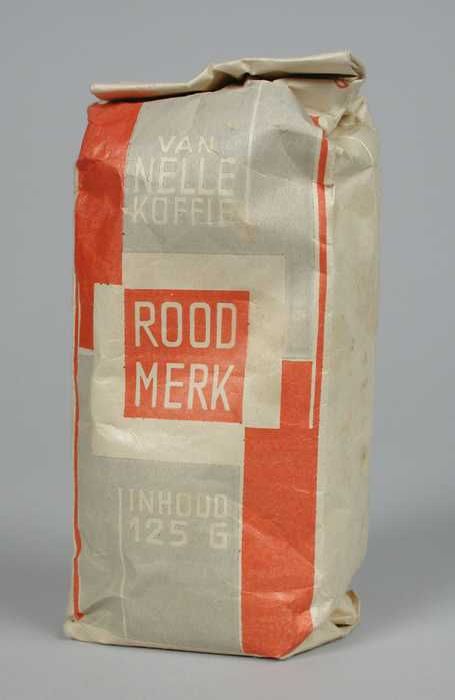 VAN
NELLE
KOFFIE
ROOD
MERK
INHOUD
125 G